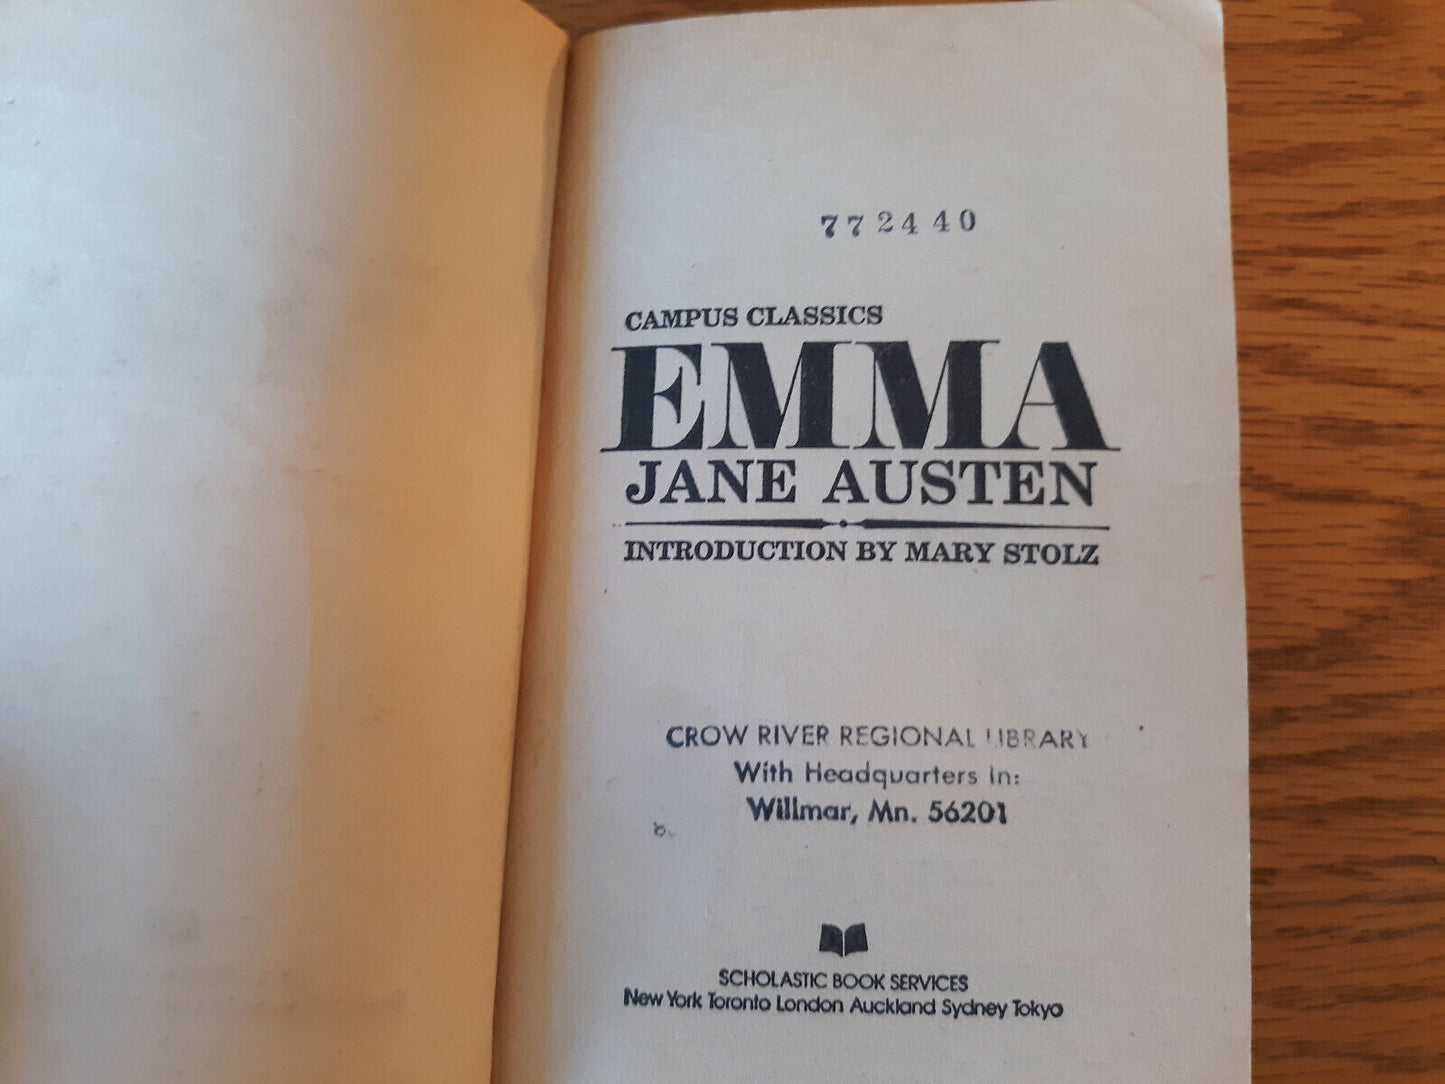 772440
CAMPUS CLASSICS
EMMA
JANE AUSTEN
INTRODUCTION BY MARY STOLZ
CROW RIVER REGIONAL LIBRARY
With Headquarters in:
Willmar, Mn. 56201
SCHOLASTIC BOOK SERVICES
New York Toronto London Auckland Sydney Tokyo